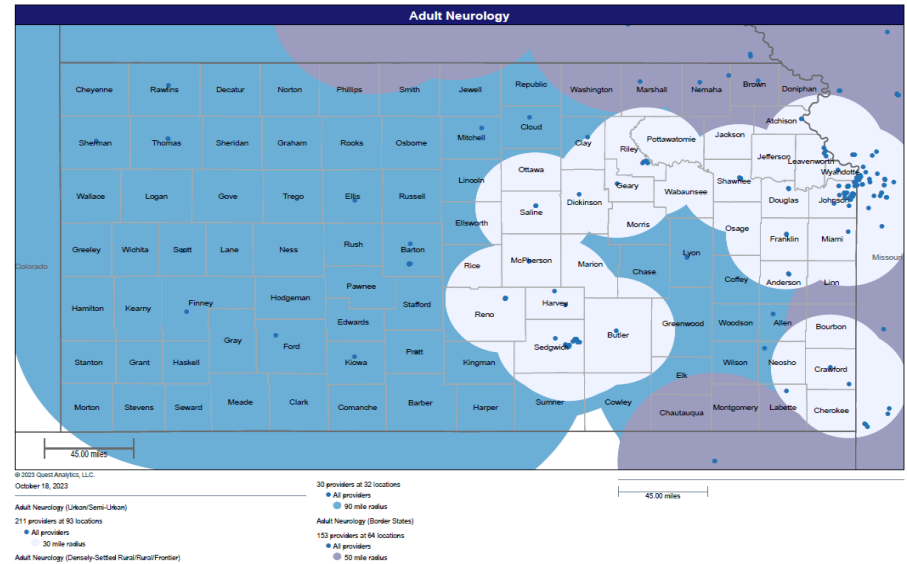 Adult Neurology
Cheyenne Rawlins Decatur Norton Phillips Smith Jewell Republic Washington Marshall Nemaha Brown Doniphan
Atchison
Sherman Thomas Sheridan Graham Rooks Osborne Mitchell Cloud Clay Riley Pottawatomie Jackson
Jefferson Leavenworth
Wyandotte
Wallace Logan Gove Trego Ellis Russell Lincoln Ottawa Geary Wabaunsee Shawnee
Saline Dickinson Douglas Johnson
Ellsworth Morris Osage
Greeley Wichita Scott Lane Ness Rush Barton Rice McPherson Marion Lyon Franklin Miami
Colorado Missouri
Chase Coffey Anderson Linn
Hamilton Kearny Finney Hodgeman Pawnee Stafford Reno Harvey
Edwards Sedgwick Butler Greenwood Woodson Allen Bourbon
Gray Ford
Stanton Grant Haskell Kiowa Pratt Kingman Elk Wilson Neosho Crawford
Morton Stevens Seward Meade Clark Comanche Barber Harper Sumner Cowley Chautauqua Montgomery Labette Cherokee
45.00 miles
© 2023 Quest Analytics, LLC.
October 18, 2023
Adult Neurology (Urban/Semi-Urban)
211 providers at 93 locations
All providers
30 mile radius
Adult Neurology (Densely-Settled Rural/Rural/Frontier)
30 providers at 32 locations
All providers
90 mile radius
Adult Neurology (Border States)
153 providers at 64 locations
All providers
50 mile radius
45.00 miles